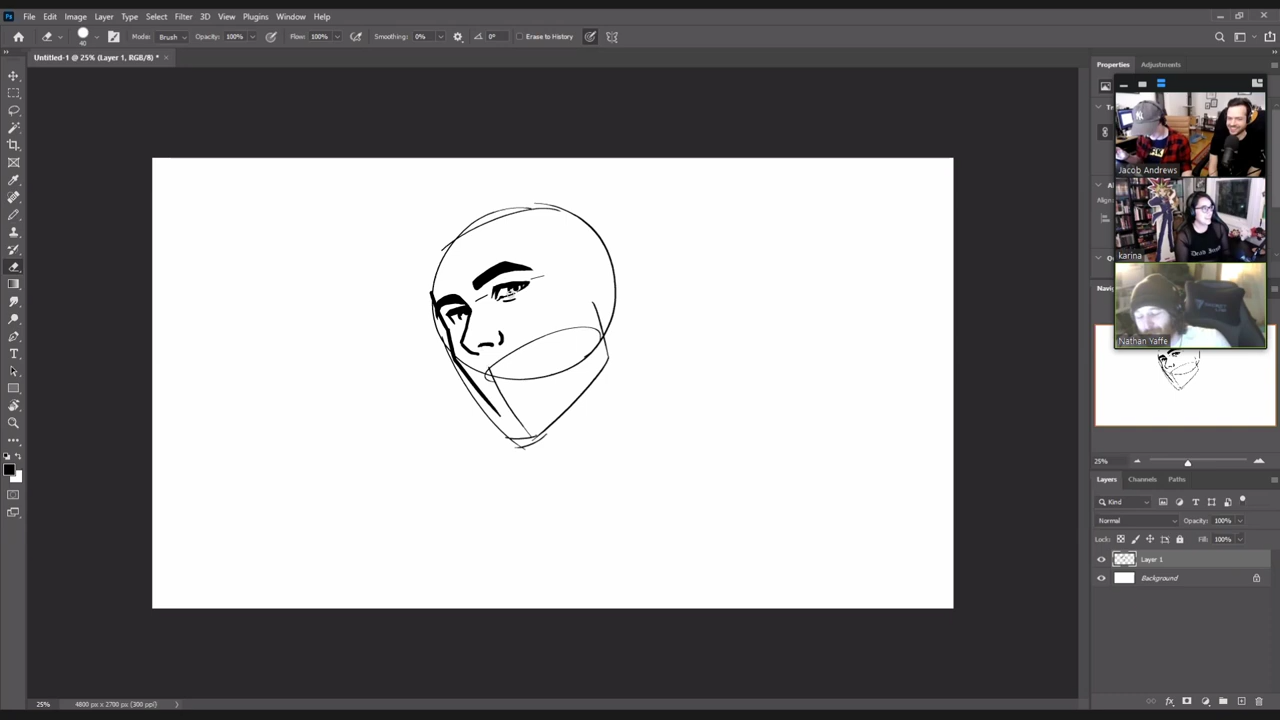 Ps File Edit Image Layer Type Select Filter 3D View Plugins Window Help
40 Mode: Brush Opacity: 100% Flow: 100% Smoothing: 0% 0° Erase to History
Untitled-1 @ 25% (Layer 1, RGB/8) * ×
Properties Adjustments
Jacob Andrews
karina
Nathan Yaffe
25%
Layers Channels Paths
Kind
Normal Opacity: 100%
Lock: Fill: 100%
Layer 1
Background
25% 4800 px x 2700 px (300 ppi)